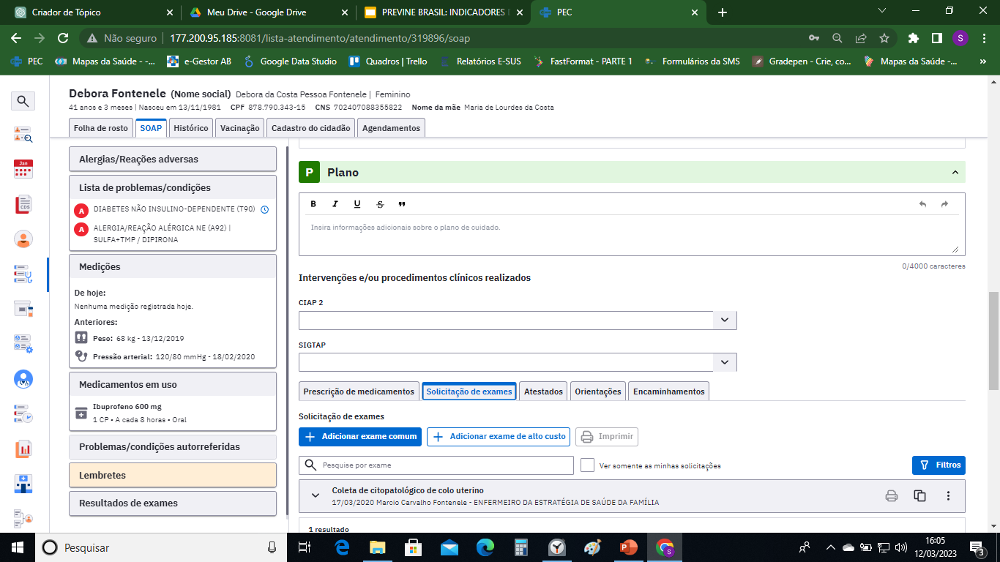 Criador de Tópico
Meu Drive - Google Drive
PREVINE BRASIL: INDICADORES
PEC
Não seguro | 177.200.95.185:8081/lista-atendimento/atendimento/319896/soap
S
PEC
Mapas da Saúde - -...
e-Gestor AB
Google Data Studio
Quadros | Trello
Relatórios E-SUS
FastFormat - PARTE 1
Formulários da SMS
Gradepen - Crie, co...
Mapas da Saúde -...
»
Debora Fontenele (Nome social) Debora da Costa Pessoa Fontenele | Feminino
41 anos e 3 meses | Nasceu em 13/11/1981 CPF 878.790.343-15 CNS 702407088355822 Nome da mãe Maria de Lourdes da Costa
Folha de rosto
SOAP
Histórico
Vacinação
Cadastro do cidadão
Agendamentos
Jan
CDS
Alergias/Reações adversas
Lista de problemas/condições
A DIABETES NÃO INSULINO-DEPENDENTE (T90)
A ALERGIA/REAÇÃO ALÉRGICA NE (A92) |
SULFA+TMP / DIPIRONA
Medições
De hoje:
Nenhuma medição registrada hoje.
Anteriores:
Peso: 68 kg - 13/12/2019
Pressão arterial: 120/80 mmHg - 18/02/2020
Medicamentos em uso
Ibuprofeno 600 mg
1 CP • A cada 8 horas • Oral
Problemas/condições autorreferidas
Lembretes
Resultados de exames
P Plano
B I U S
Insira informações adicionais sobre o plano de cuidado.
0/4000 caracteres
Intervenções e/ou procedimentos clínicos realizados
CIAP 2
SIGTAP
Prescrição de medicamentos
Solicitação de exames
Atestados
Orientações
Encaminhamentos
Solicitação de exames
+ Adicionar exame comum
+ Adicionar exame de alto custo
Imprimir
Pesquise por exame
Ver somente as minhas solicitações
Filtros
Coleta de citopatológico de colo uterino
17/03/2020 Marcio Carvalho Fontenele - ENFERMEIRO DA ESTRATÉGIA DE SAÚDE DA FAMÍLIA
1 resultado
Pesquisar
16:05
12/03/2023
3